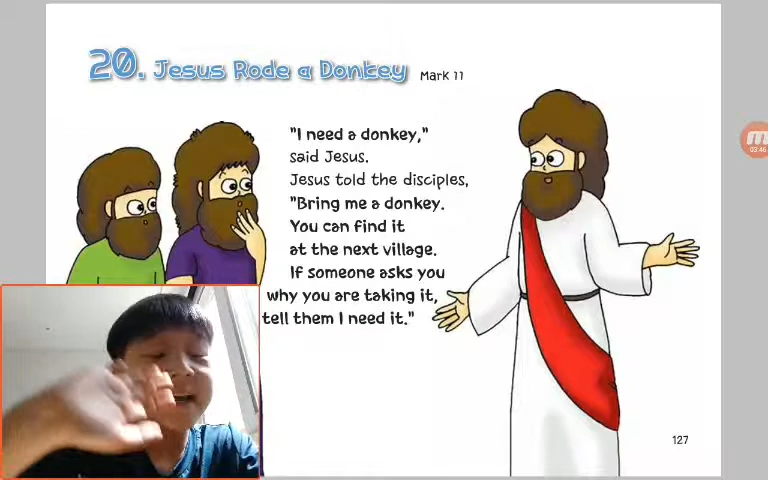 20. Jesus Rode a Donkey Mark 11
"I need a donkey,"
said Jesus.
Jesus told the disciples,
"Bring me a donkey.
You can find it
at the next village.
If someone asks you
why you are taking it,
tell them I need it."
127
M
03:46